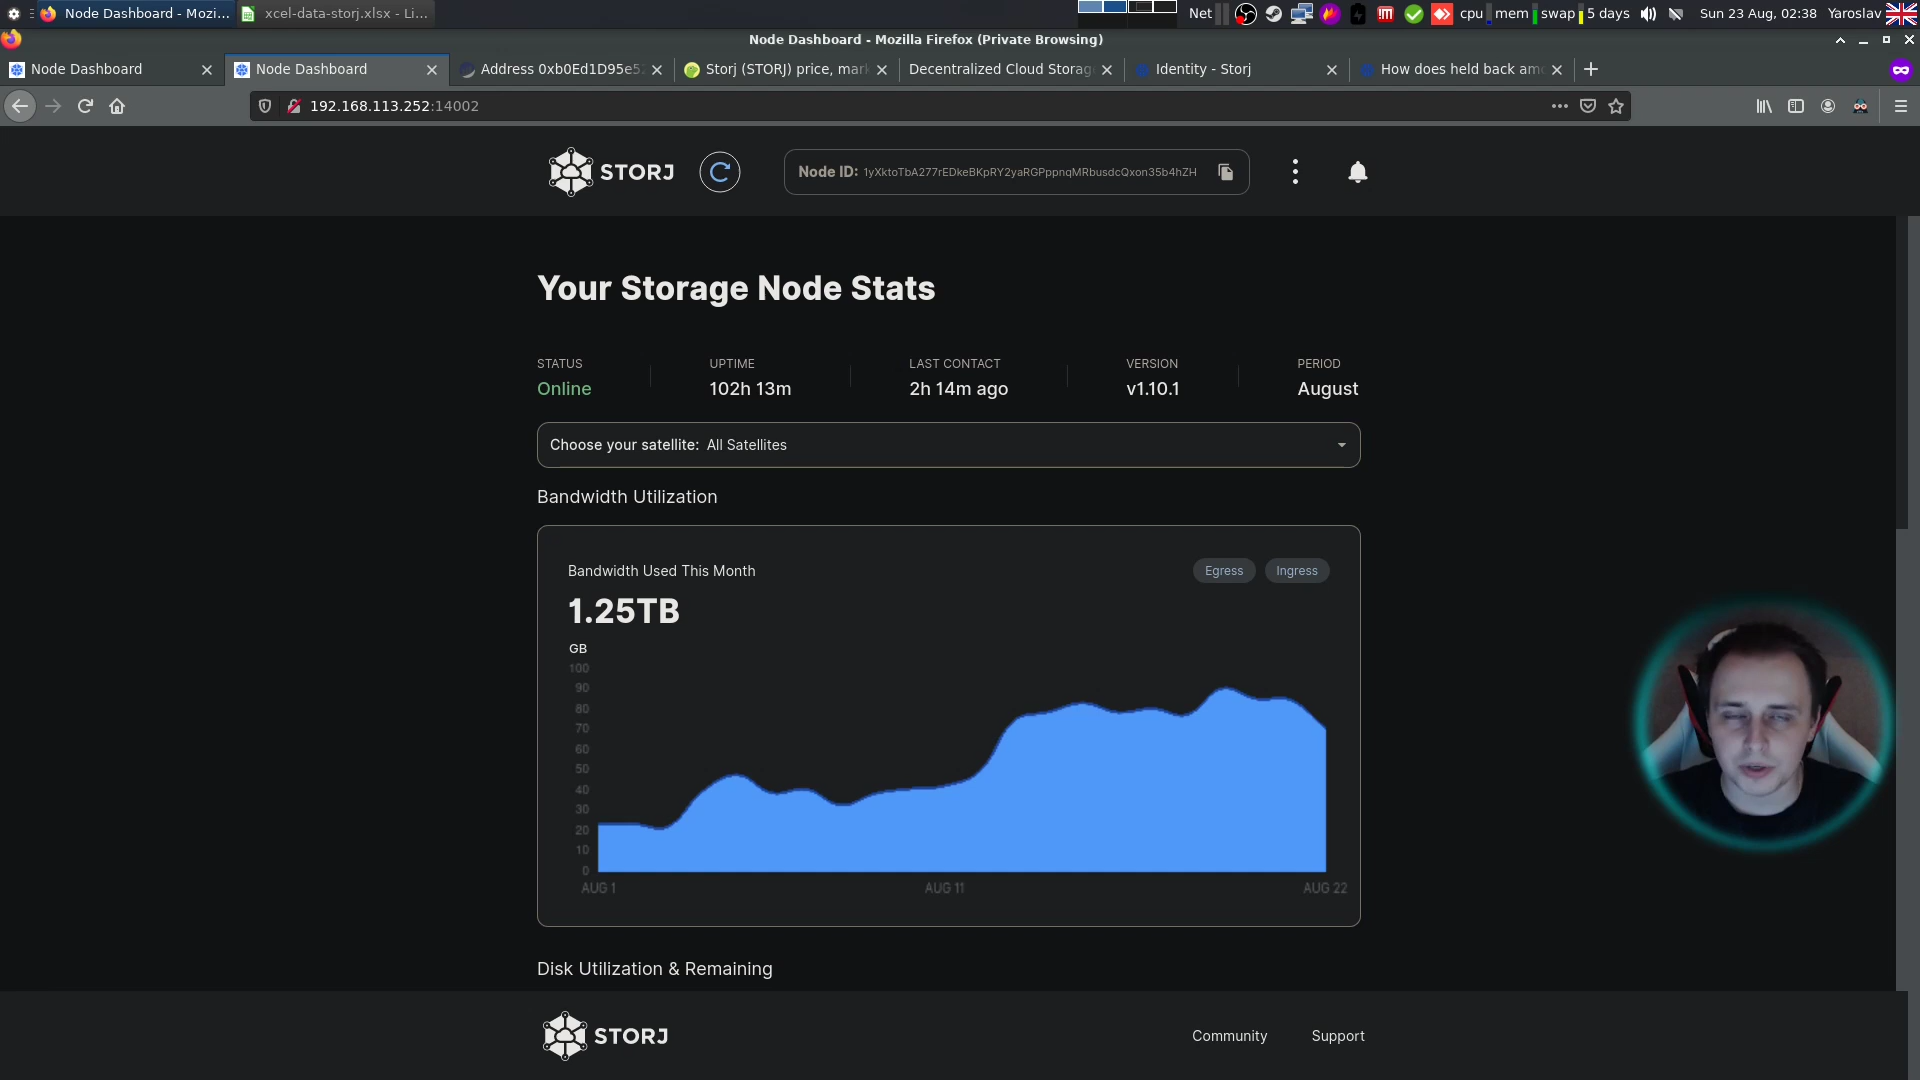 Node Dashboard - Mozi...
xcel-data-storj.xlsx - Li...
Net
cpu
mem
swap
5 days
Sun 23 Aug, 02:38
Yaroslav
Node Dashboard - Mozilla Firefox (Private Browsing)
Node Dashboard
Node Dashboard
Address 0xb0Ed1D95e5
Storj (STORJ) price, mar
Decentralized Cloud Storag
Identity - Storj
How does held back am
192.168.113.252:14002
STORJ
Node ID: 1yXktoTbA277rEDkeBKpRY2yaRGPppnqMRbusdcQxon35b4hZH
Your Storage Node Stats
STATUS
Online
UPTIME
102h 13m
LAST CONTACT
2h 14m ago
VERSION
v1.10.1
PERIOD
August
Choose your satellite: All Satellites
Bandwidth Utilization
Bandwidth Used This Month
Egress
Ingress
1.25TB
GB
100
90
80
70
60
50
40
30
20
10
0
AUG 1
AUG 11
AUG 22
Disk Utilization & Remaining
STORJ
Community
Support